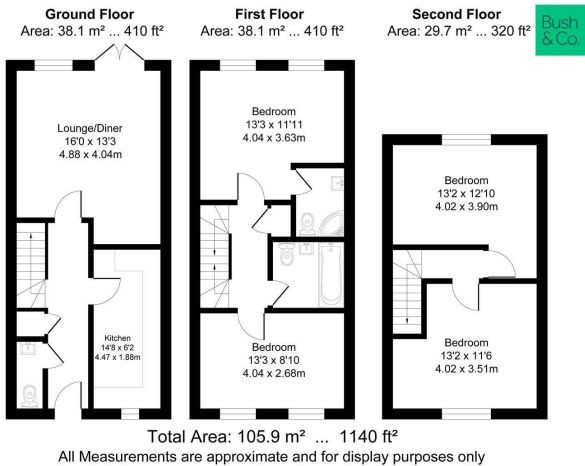 Ground Floor
Area: 38.1 m² ... 410 ft²
First Floor
Area: 38.1 m² ... 410 ft²
Second Floor
Area: 29.7 m² ... 320 ft²
Bush
& Co.
Lounge/Diner
16'0 x 13'3
4.88 x 4.04m
Kitchen
14'8 x 6'2
4.47 x 1.88m
Bedroom
13'3 x 11'11
4.04 x 3.63m
Bedroom
13'3 x 8'10
4.04 x 2.68m
Bedroom
13'2 x 12'10
4.02 x 3.90m
Bedroom
13'2 x 11'6
4.02 x 3.51m
Total Area: 105.9 m² ... 1140 ft²
All Measurements are approximate and for display purposes only